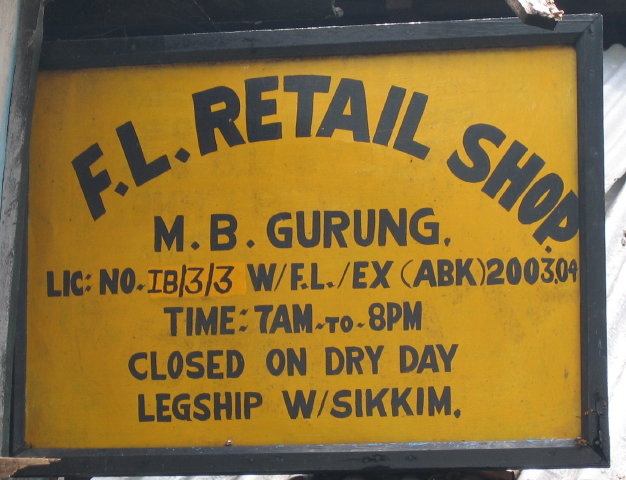 F.L. RETAIL SHOP.
M.B. GURUNG.
LIC: NO. IB/3/3 W/F.L./EX (ABK) 2003.04
TIME: 7AM-TO-8PM
CLOSED ON DRY DAY
LEGSHIP W/SIKKIM.